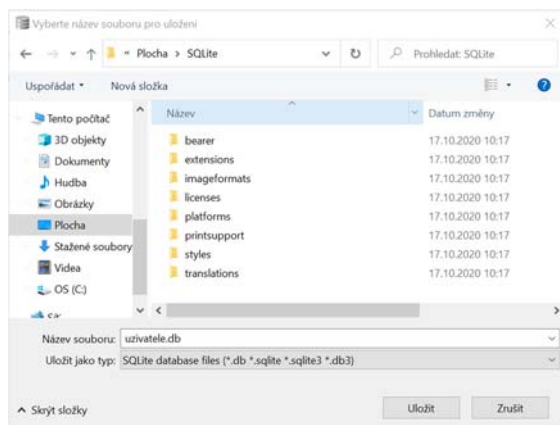 Vyberte název souboru pro uložení
« Plocha > SQLite
Prohledat: SQLite
Uspořádat
Nová složka
Tento počítač
3D objekty
Dokumenty
Hudba
Obrázky
Plocha
Stažené soubory
Videa
OS (C:)
Název
Datum změny
bearer 17.10.2020 10:17
extensions 17.10.2020 10:17
imageformats 17.10.2020 10:17
licenses 17.10.2020 10:17
platforms 17.10.2020 10:17
printsupport 17.10.2020 10:17
styles 17.10.2020 10:17
translations 17.10.2020 10:17
Název souboru: uzivatele.db
Uložit jako typ: SQLite database files (*.db *.sqlite *.sqlite3 *.db3)
Skrýt složky
Uložit
Zrušit